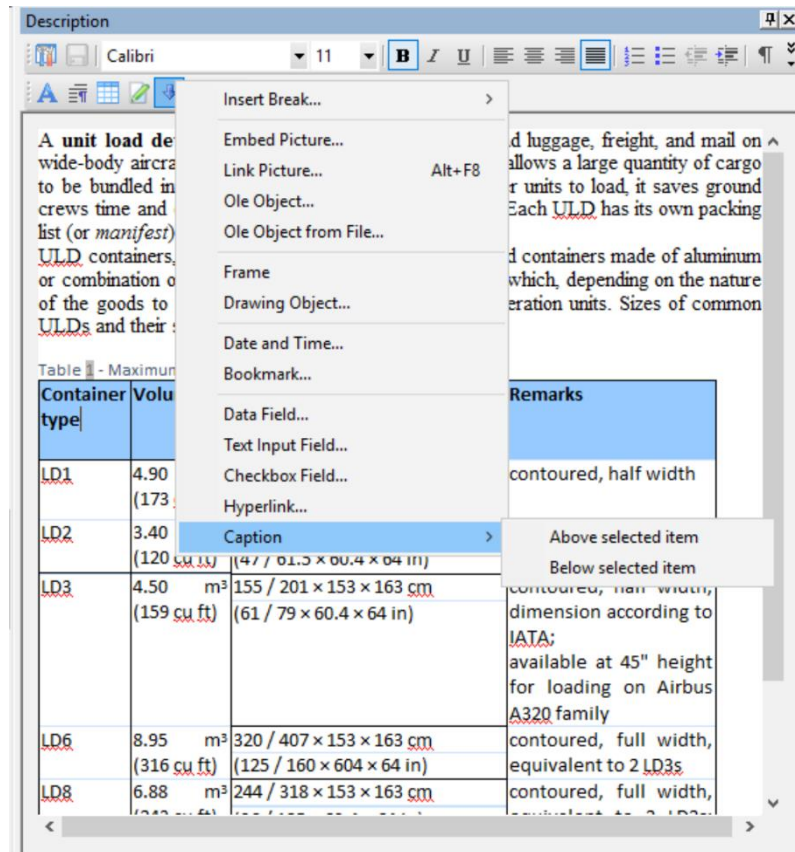 Description
Calibri 11 B I U ¶
A
Insert Break...
Embed Picture...
Link Picture... Alt+F8
Ole Object...
Ole Object from File...
Frame
Drawing Object...
Date and Time...
Bookmark...
Data Field...
Text Input Field...
Checkbox Field...
Hyperlink...
Caption
Above selected item
Below selected item
A unit load luggage, freight, and mail on
wide-body allows a large quantity of cargo
to be bundled units to load, it saves ground
crews time and Each ULD has its own packing
list (or manifest)
ULD containers, containers made of aluminum
or combination which, depending on the nature
of the goods to units. Sizes of common
ULDs and their
Table 1 -
Container Remarks
type
LD1 4.90 contoured, half width
(173
LD2 3.40
(120 cu ft) (47 / 61.5 × 60.4 × 64 in)
LD3 4.50 m³ 155 / 201 × 153 × 163 cm contoured, half width,
(159 cu ft) (61 / 79 × 60.4 × 64 in) dimension according to
IATA;
available at 45" height
for loading on Airbus
A320 family
LD6 8.95 m³ 320 / 407 × 153 × 163 cm contoured, full width,
(316 cu ft) (125 / 160 × 604 × 64 in) equivalent to 2 LD3s
LD8 6.88 m³ 244 / 318 × 153 × 163 cm contoured, full width,